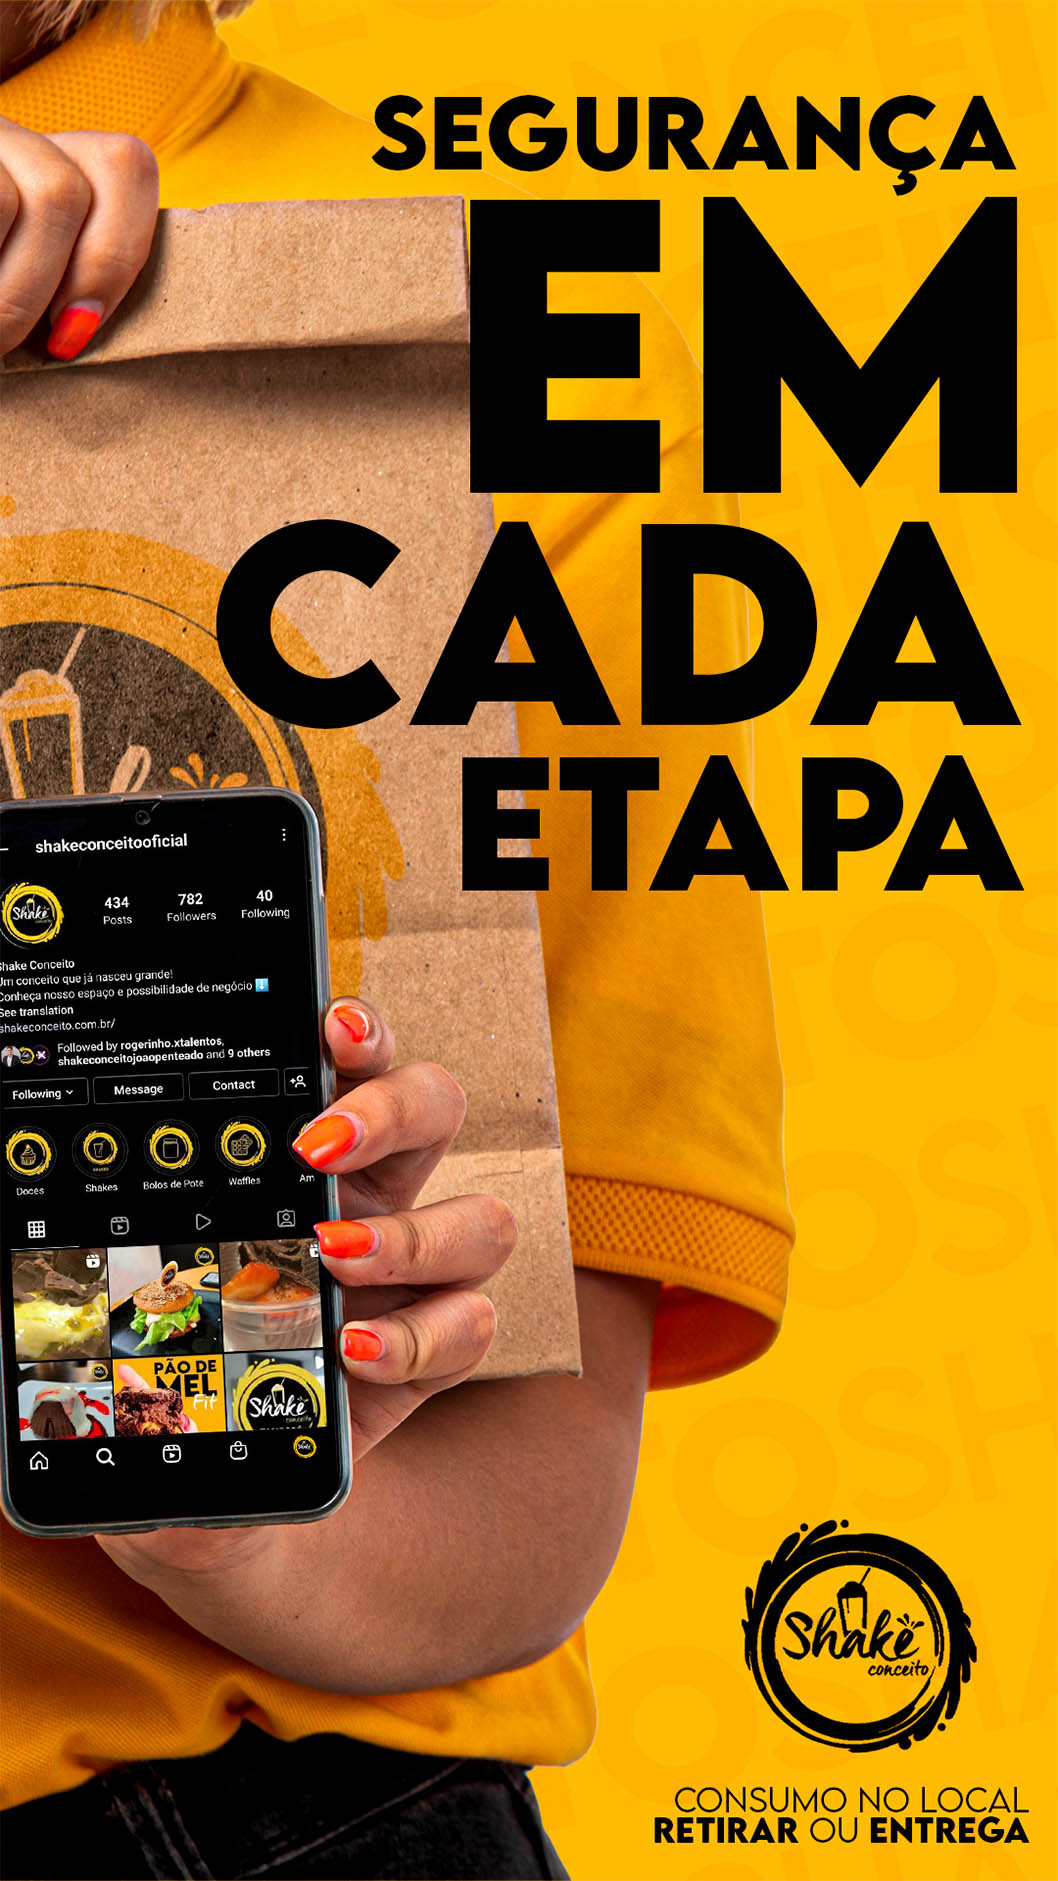 SEGURANÇA
EM
CADA
ETAPA
shakeconceitooficial
434
Posts
782
Followers
40
Following
Shake
conceito
Shake Conceito
Um conceito que já nasceu grande!
Conheça nosso espaço e possibilidade de negócio ⬇️
See translation
shakeconceito.com.br/
Followed by rogerinho.xtalentos,
shakeconceitojoaopenteado and 9 others
Following
Message
Contact
Doces
Shakes
Bolos de Pote
Waffles
Am
PÃO DE
MEL
Fit
Shake
conceito
Shake
conceito
CONSUMO NO LOCAL
RETIRAR OU ENTREGA